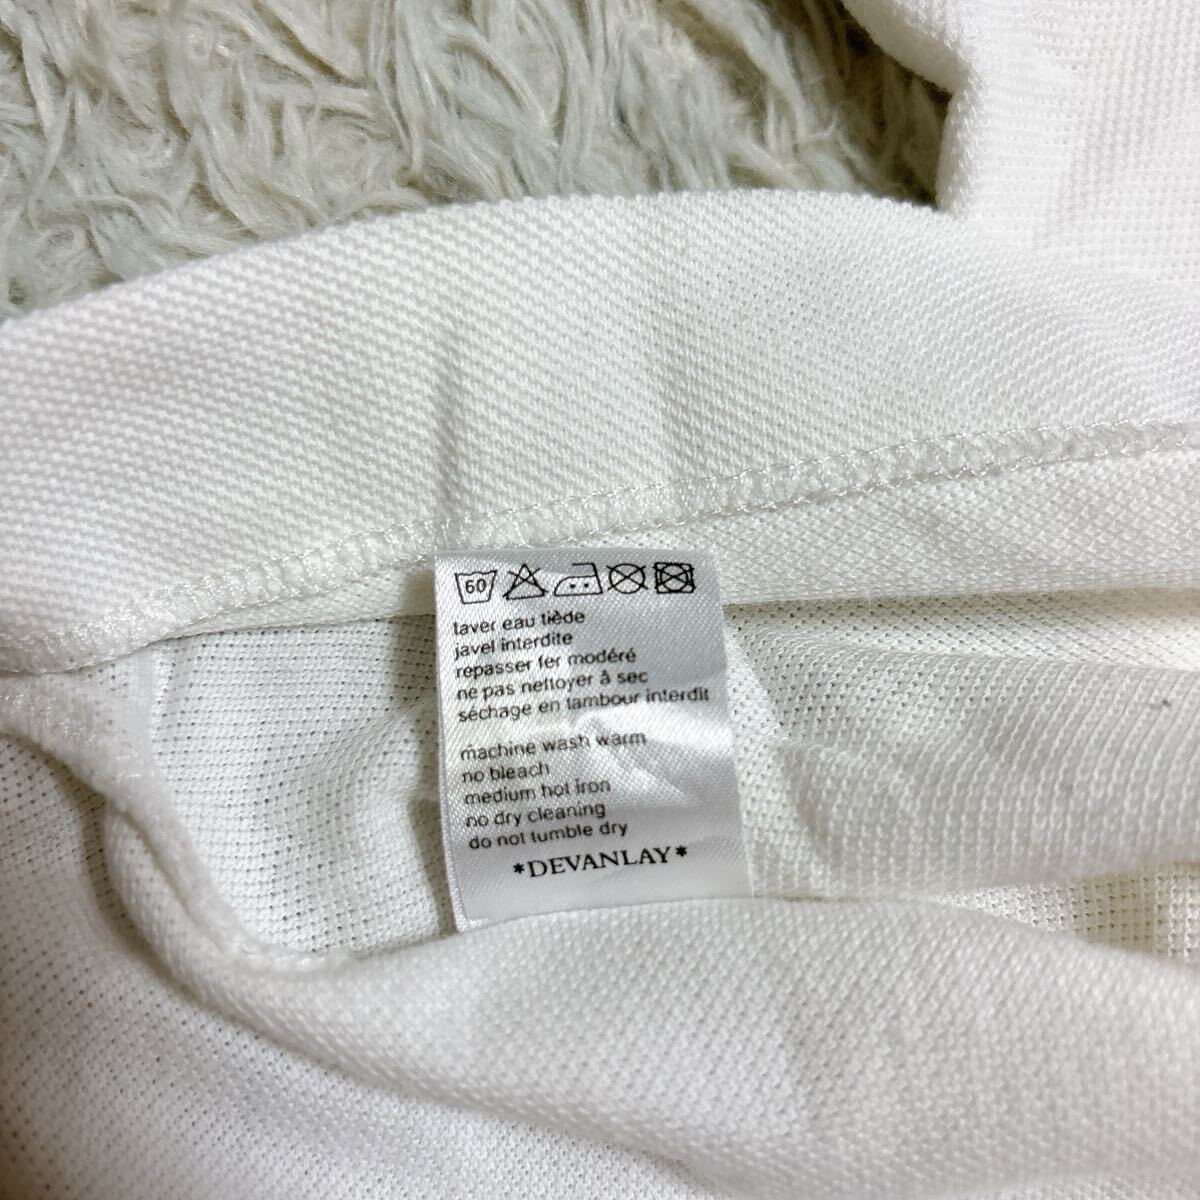 60
laver eau tiède
javel interdite
repasser fer modéré
ne pas nettoyer à sec
séchage en tambour interdit
machine wash warm
no bleach
medium hot iron
no dry cleaning
do not tumble dry
*DEVANLAY*